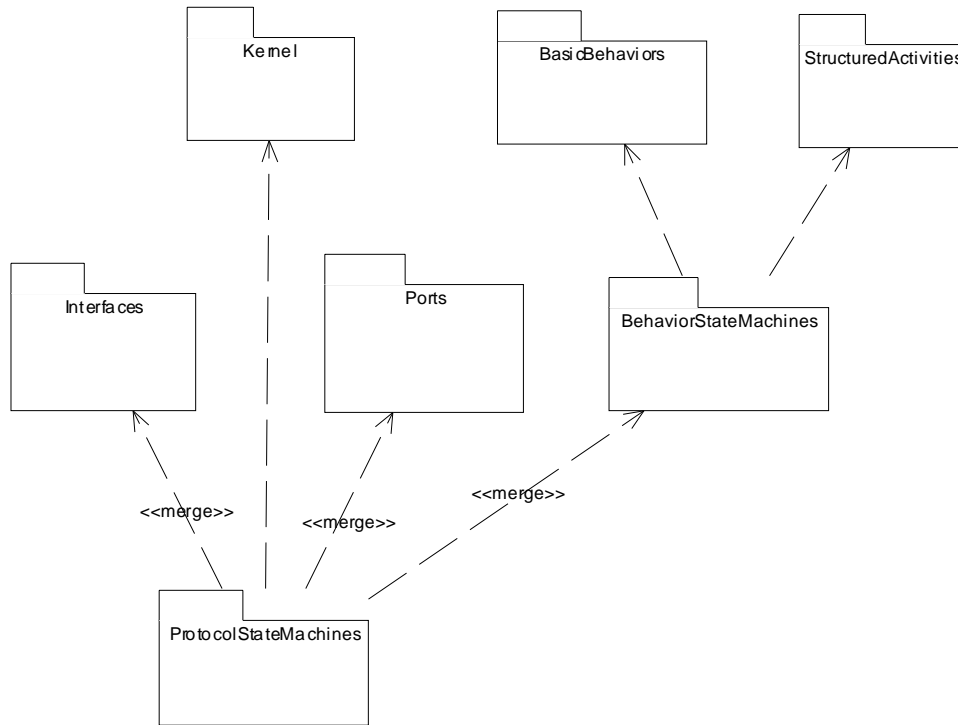 Kernel
BasicBehaviors
StructuredActivities
Interfaces
Ports
BehaviorStateMachines
<<merge>>
<<merge>>
<<merge>>
ProtocolStateMachines